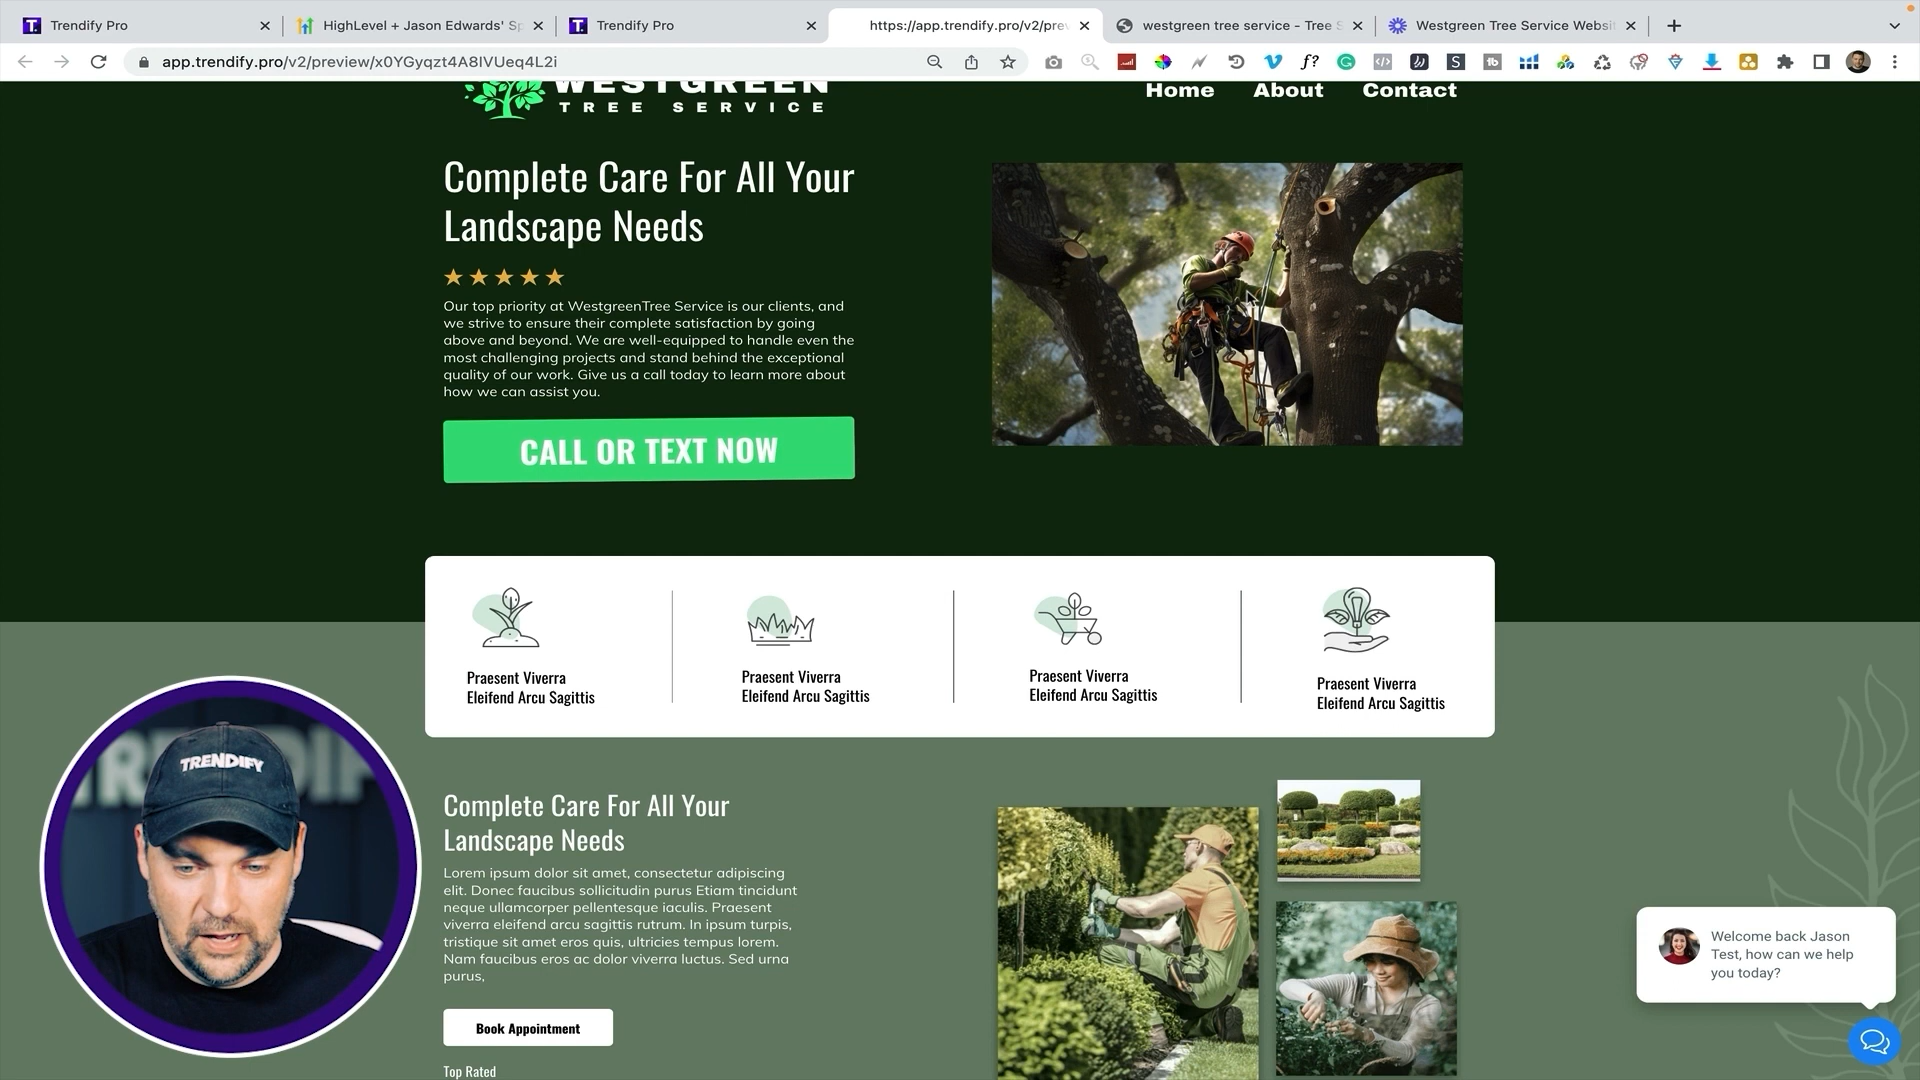 Trendify Pro
HighLevel + Jason Edwards' Sp
Trendify Pro
https://app.trendify.pro/v2/prev
westgreen tree service - Tree S
Westgreen Tree Service Websit
app.trendify.pro/v2/preview/x0YGyqzt4A8IVUeq4L2i
WESTGREEN
TREE SERVICE
Home
About
Contact
Complete Care For All Your
Landscape Needs
Our top priority at WestgreenTree Service is our clients, and
we strive to ensure their complete satisfaction by going
above and beyond. We are well-equipped to handle even the
most challenging projects and stand behind the exceptional
quality of our work. Give us a call today to learn more about
how we can assist you.
CALL OR TEXT NOW
Praesent Viverra
Eleifend Arcu Sagittis
Praesent Viverra
Eleifend Arcu Sagittis
Praesent Viverra
Eleifend Arcu Sagittis
Praesent Viverra
Eleifend Arcu Sagittis
TRENDIFY
Complete Care For All Your
Landscape Needs
Lorem ipsum dolor sit amet, consectetur adipiscing
elit. Donec faucibus sollicitudin purus Etiam tincidunt
neque ullamcorper pellentesque iaculis. Praesent
viverra eleifend arcu sagittis rutrum. In ipsum turpis,
tristique sit amet eros quis, ultricies tempus lorem.
Nam faucibus eros ac dolor viverra luctus. Sed urna
purus,
Book Appointment
Top Rated
Welcome back Jason
Test, how can we help
you today?